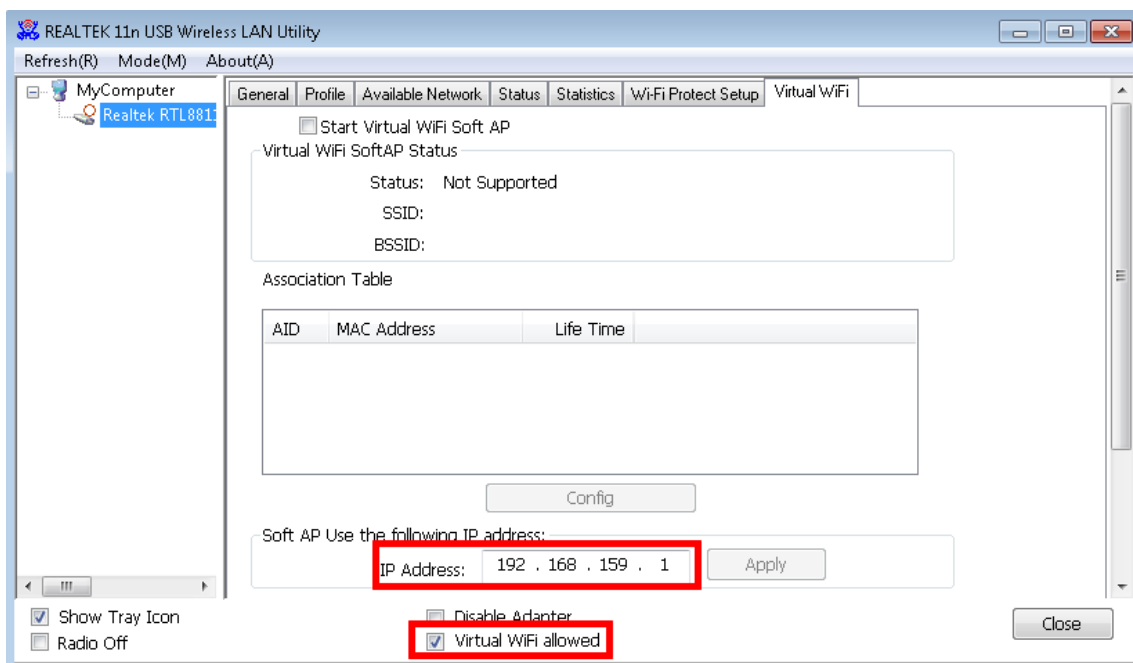 REALTEK 11n USB Wireless LAN Utility
Refresh(R) Mode(M) About(A)
MyComputer
Realtek RTL881
General Profile Available Network Status Statistics Wi-Fi Protect Setup Virtual WiFi
Start Virtual WiFi Soft AP
Virtual WiFi SoftAP Status
Status: Not Supported
SSID:
BSSID:
Association Table
AID MAC Address Life Time
Config
Soft AP Use the following IP address:
IP Address: 192 . 168 . 159 . 1 Apply
Show Tray Icon Disable Adapter
Radio Off Virtual WiFi allowed
Close